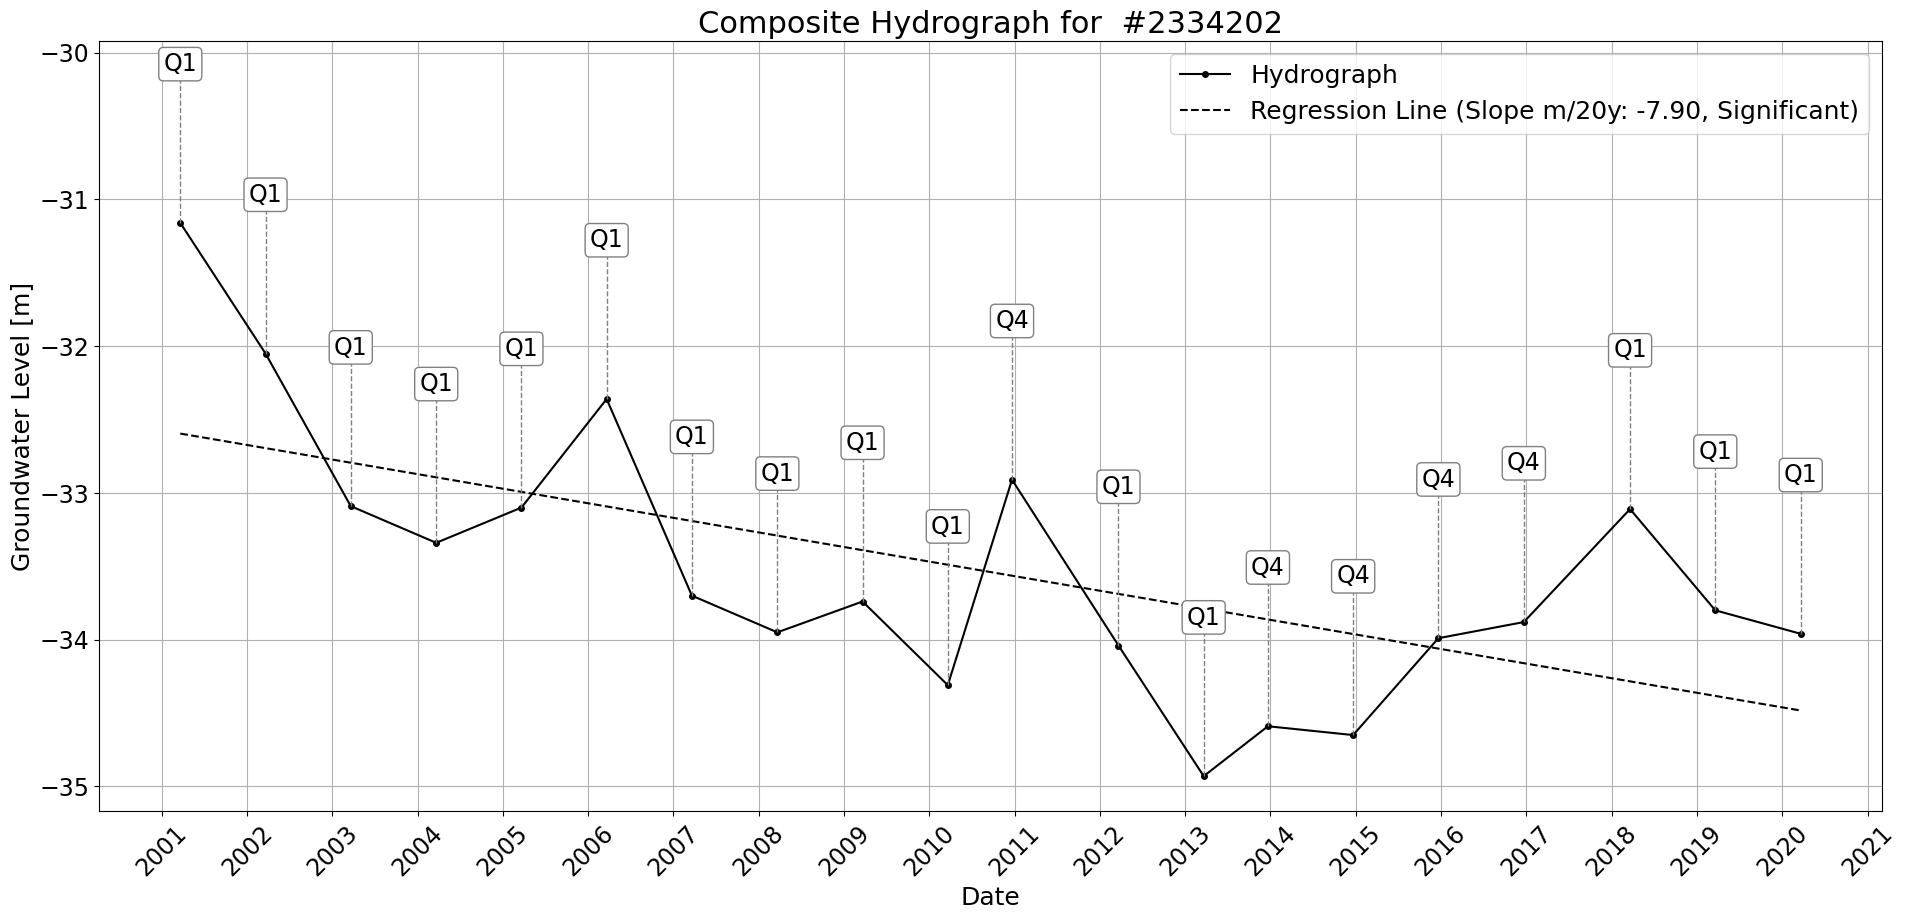 Composite Hydrograph for  #2334202
Hydrograph
Regression Line (Slope m/20y: -7.90, Significant)
Groundwater Level [m]
−30
−31
−32
−33
−34
−35
Q1
Q1
Q1
Q1
Q1
Q1
Q1
Q1
Q1
Q1
Q4
Q1
Q1
Q4
Q4
Q4
Q4
Q1
Q1
Q1
2001
2002
2003
2004
2005
2006
2007
2008
2009
2010
2011
2012
2013
2014
2015
2016
2017
2018
2019
2020
2021
Date